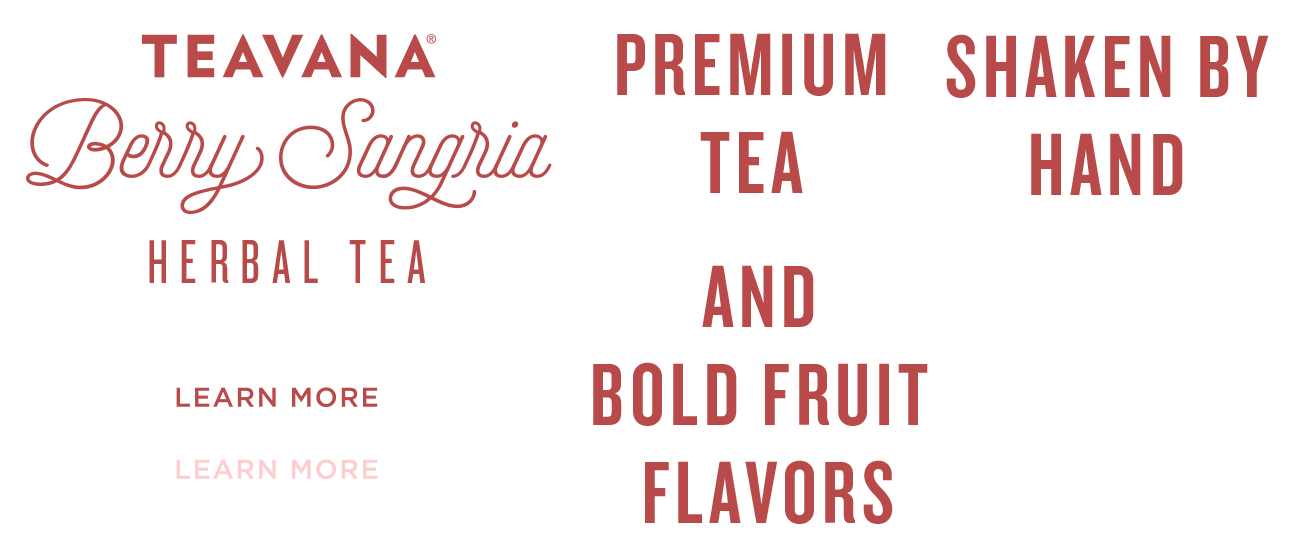 TEAVANA®
Berry Sangria
HERBAL TEA
LEARN MORE
LEARN MORE
PREMIUM
TEA
AND
BOLD FRUIT
FLAVORS
SHAKEN BY
HAND